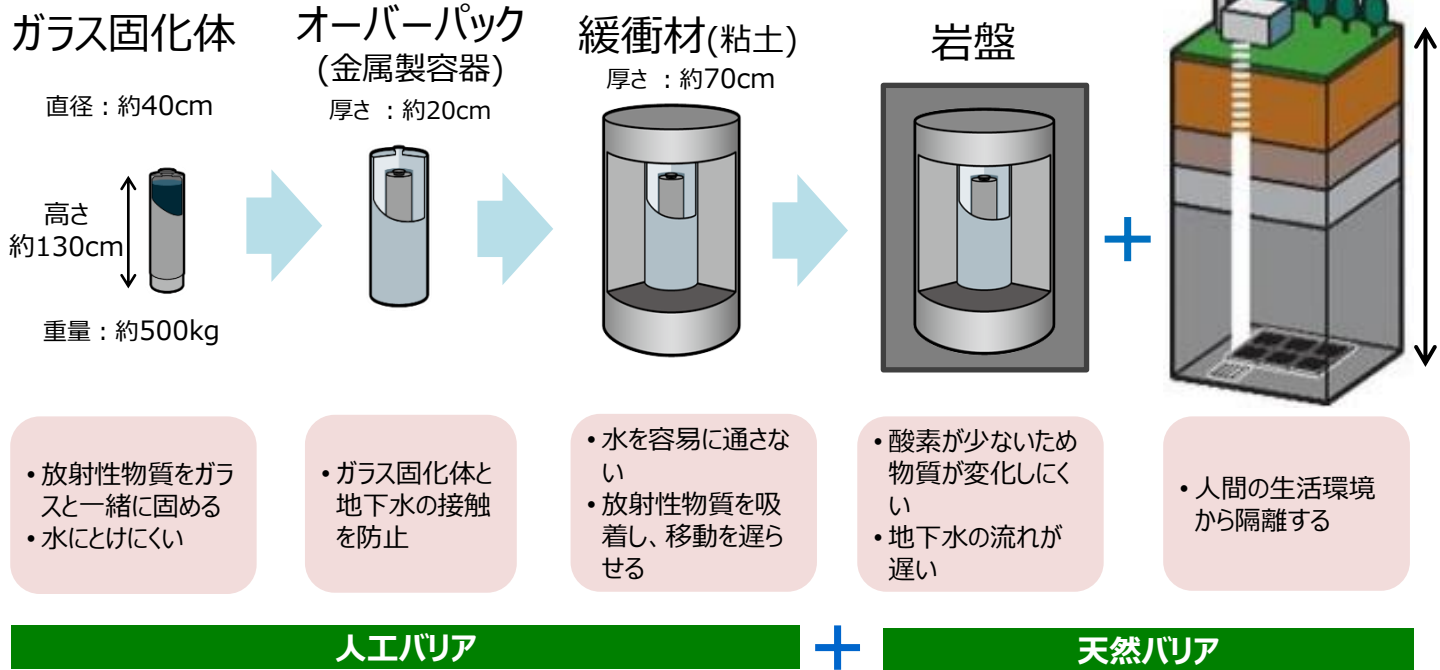 ガラス固化体
直径：約40cm
高さ
約130cm
重量：約500kg
オーバーパック
(金属製容器)
厚さ ：約20cm
緩衝材(粘土)
厚さ ：約70cm
岩盤
・放射性物質をガラ
スと一緒に固める
・水にとけにくい
・ガラス固化体と
地下水の接触
を防止
・水を容易に通さな
い
・放射性物質を吸
着し、移動を遅ら
せる
・酸素が少ないため
物質が変化しにく
い
・地下水の流れが
遅い
・人間の生活環境
から隔離する
人工バリア
+
天然バリア